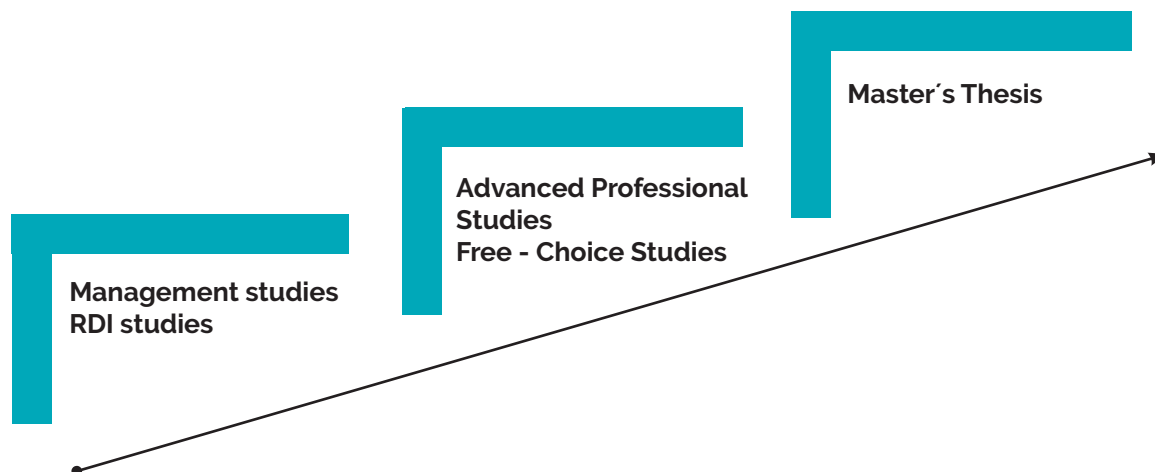 Master´s Thesis
Advanced Professional
Studies
Free - Choice Studies
Management studies
RDI studies